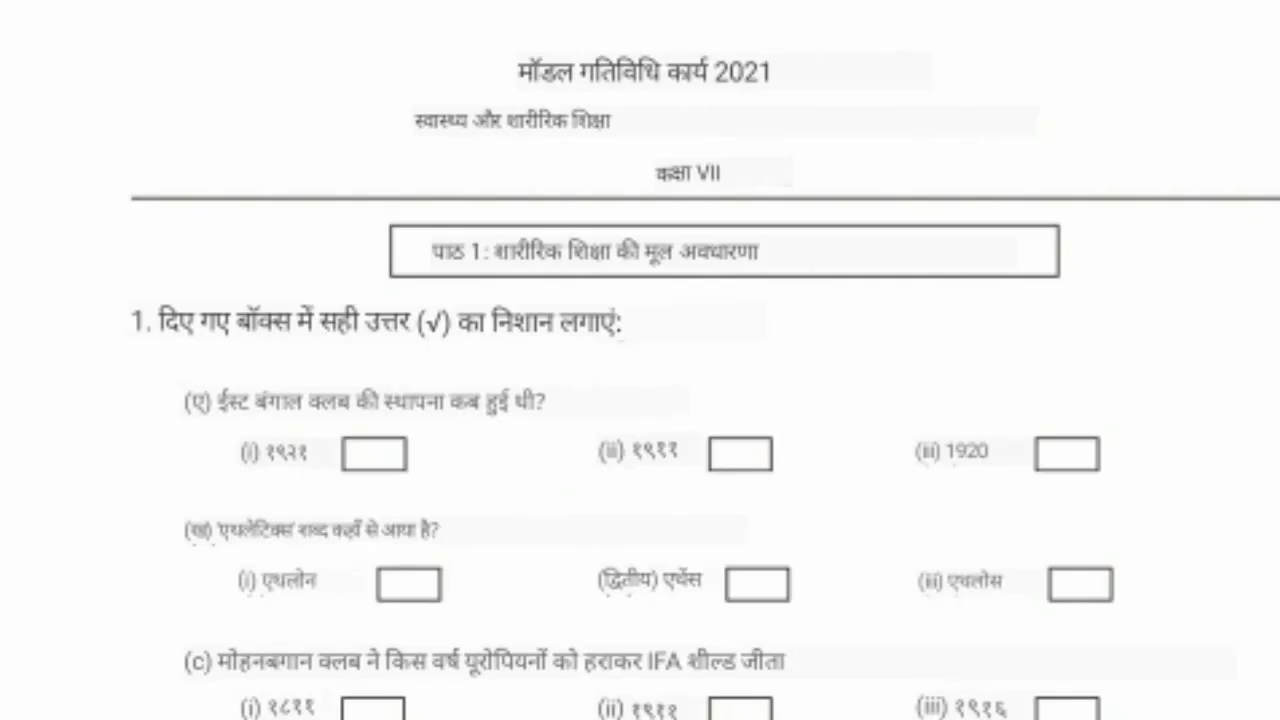 मॉडल गतिविधि कार्य 2021
स्वास्थ्य और शारीरिक शिक्षा
कक्षा VII
पाठ 1: शारीरिक शिक्षा की मूल अवधारणा
1. दिए गए बॉक्स में सही उत्तर (√) का निशान लगाएं:
(ए) ईस्ट बंगाल क्लब की स्थापना कब हुई थी?
(i) १९२१ (ii) १९११ (iii) 1920
(ख) 'एथलेटिक्स' शब्द कहाँ से आया है?
(i) एथलोन (द्वितीय) एथेंस (iii) एथलोस
(c) मोहनबगान क्लब ने किस वर्ष यूरोपियनों को हराकर IFA शील्ड जीता
(i) १८११ (ii) १९११ (iii) १९१६